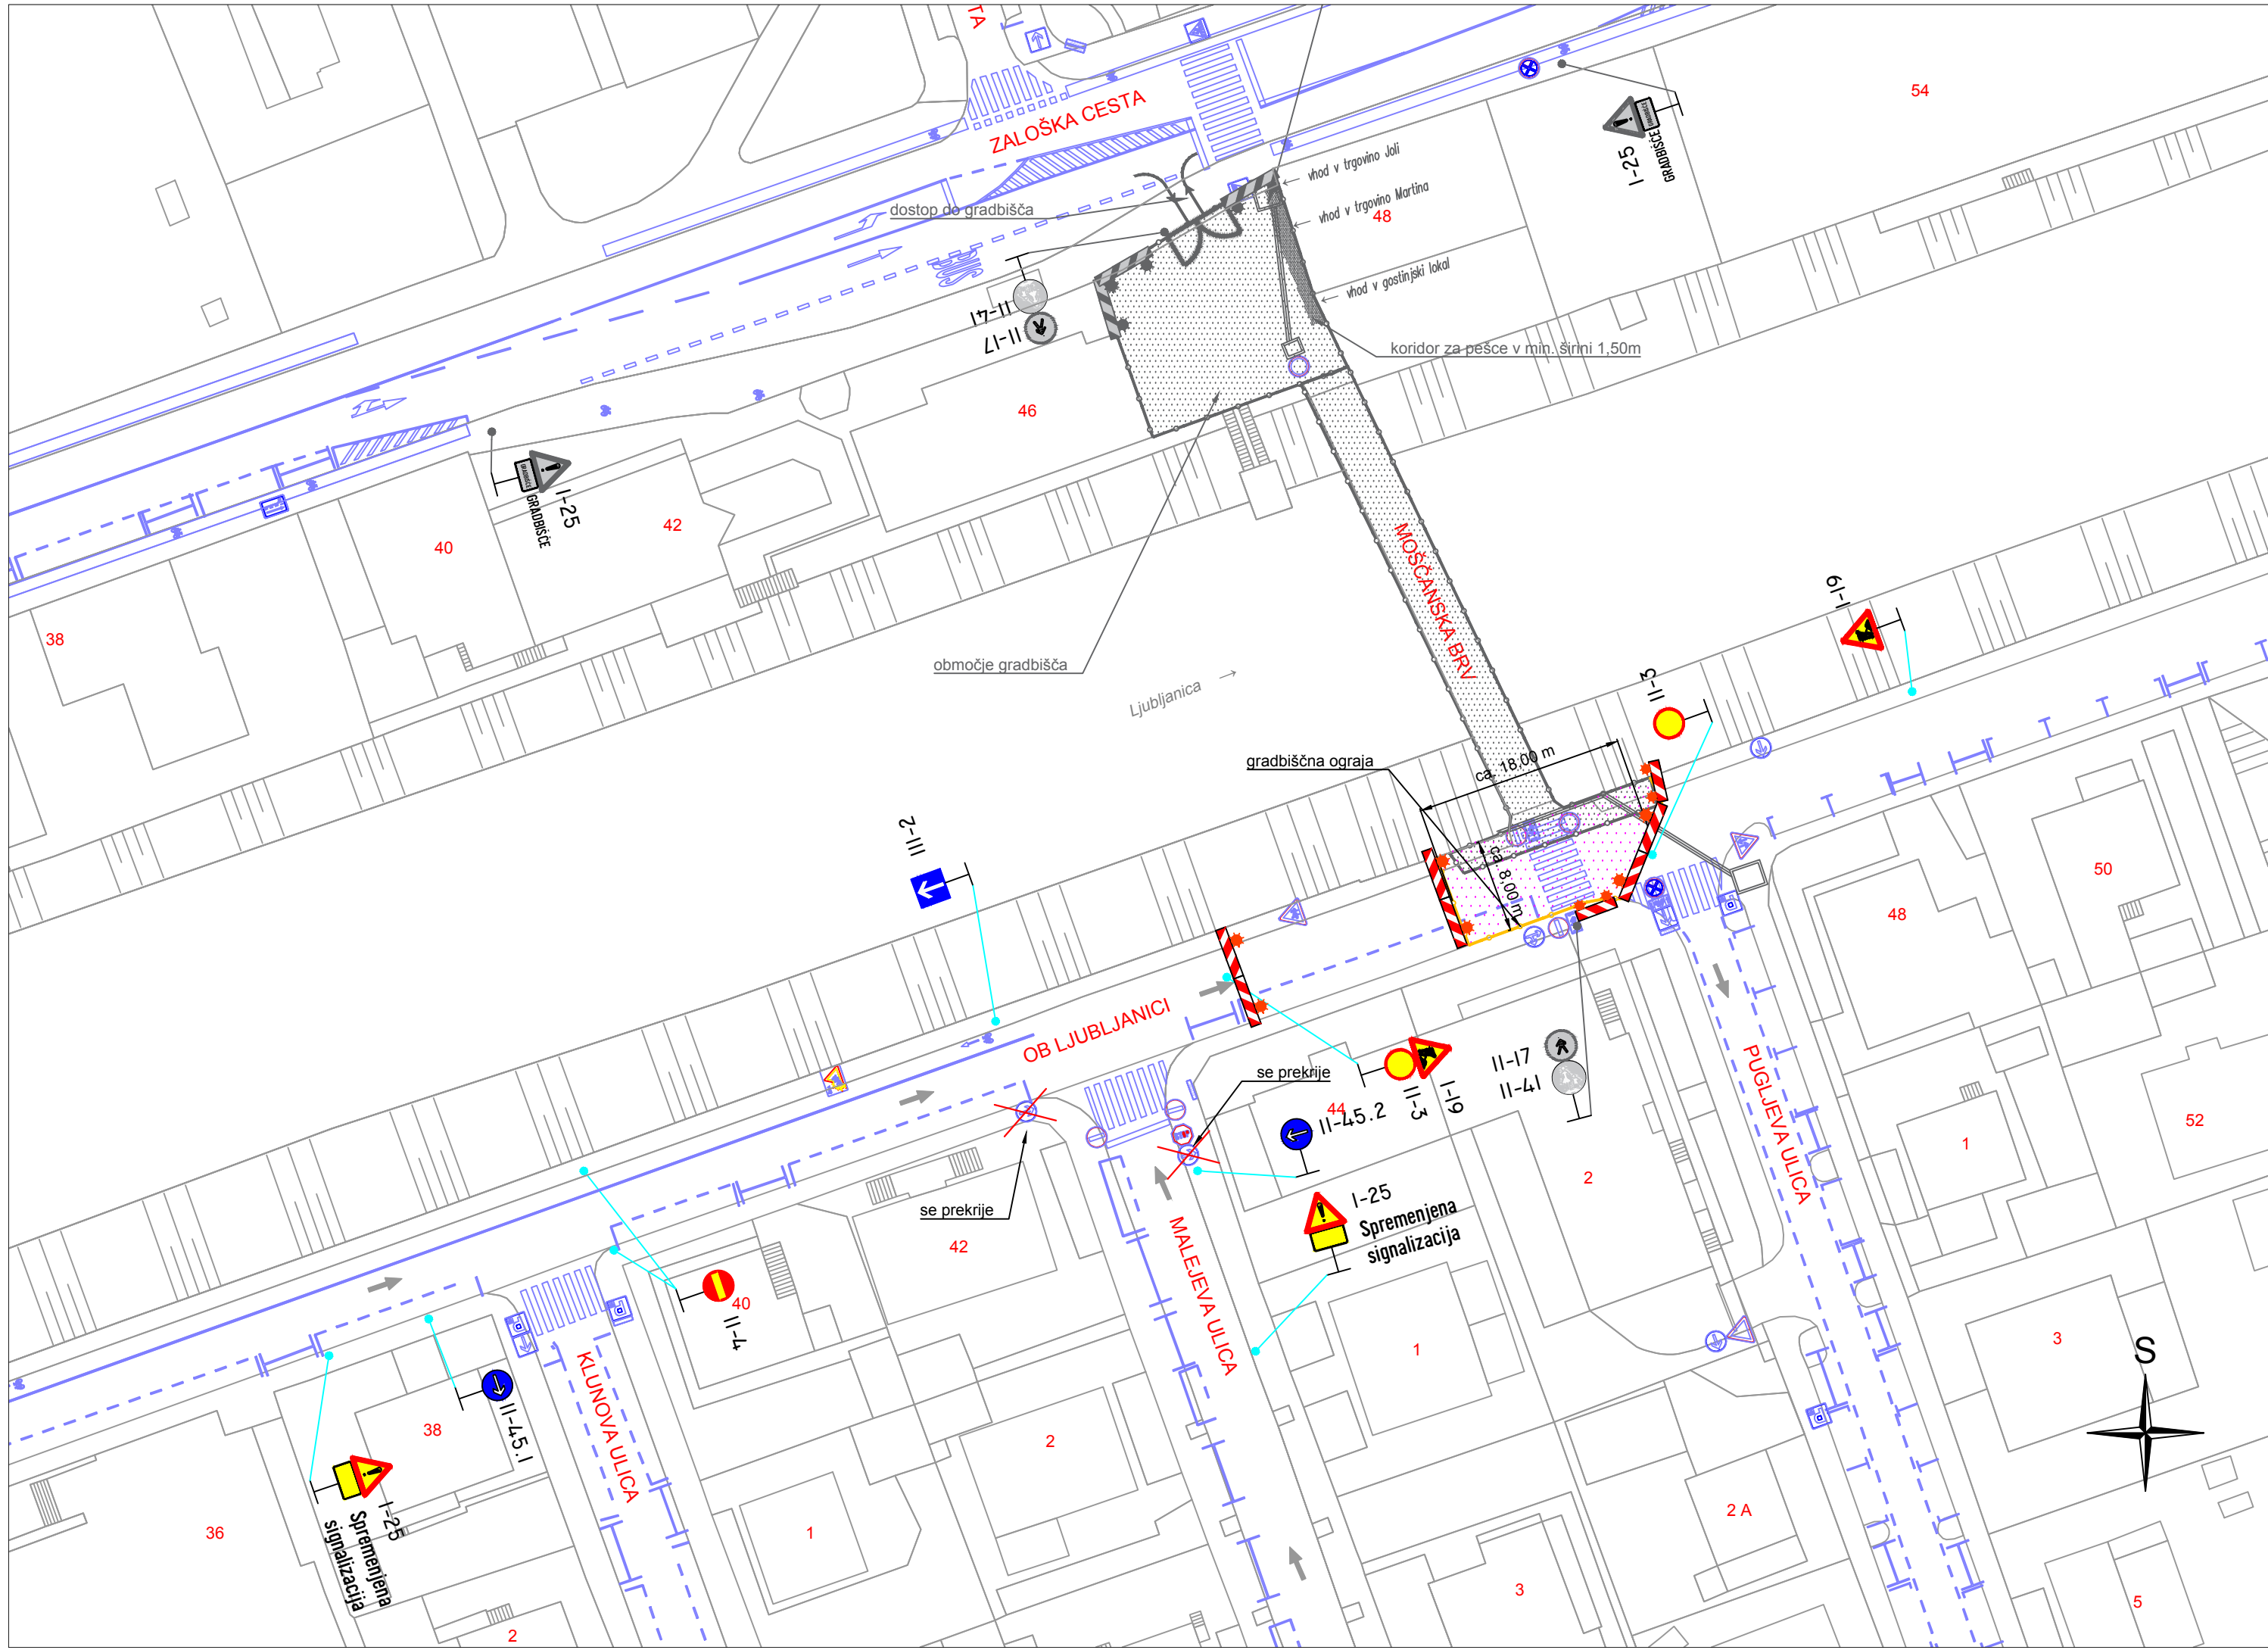 TA
ZALOŠKA CESTA
54
I-25
GRADBIŠČE
GRADBIŠČE
vhod v trgovino Joli
vhod v trgovino Martina
48
vhod v gostinjski lokal
dostop do gradbišča
II-41
II-17
BUS
koridor za pešce v min. širini 1,50m
46
GRADBIŠČE
GRADBIŠČE
I-25
42
40
38
MOŠČANSKA BRV
območje gradbišča
Ljubljanica
I-19
II-3
gradbiščna ograja
ca. 18,00 m
ca. 8,00 m
III-2
50
48
OB LJUBLJANICI
se prekrije
44
II-3
I-19
II-45.2
II-17
II-41
STOP
PUGLJEVA ULICA
52
1
2
I-25
Spremenjena
signalizacija
se prekrije
42
MALEJEVA ULICA
40
II-4
1
3
S
KLUNOVA ULICA
38
II-45.1
I-25
Spremenjena
signalizacija
36
2
1
2 A
3
5
2